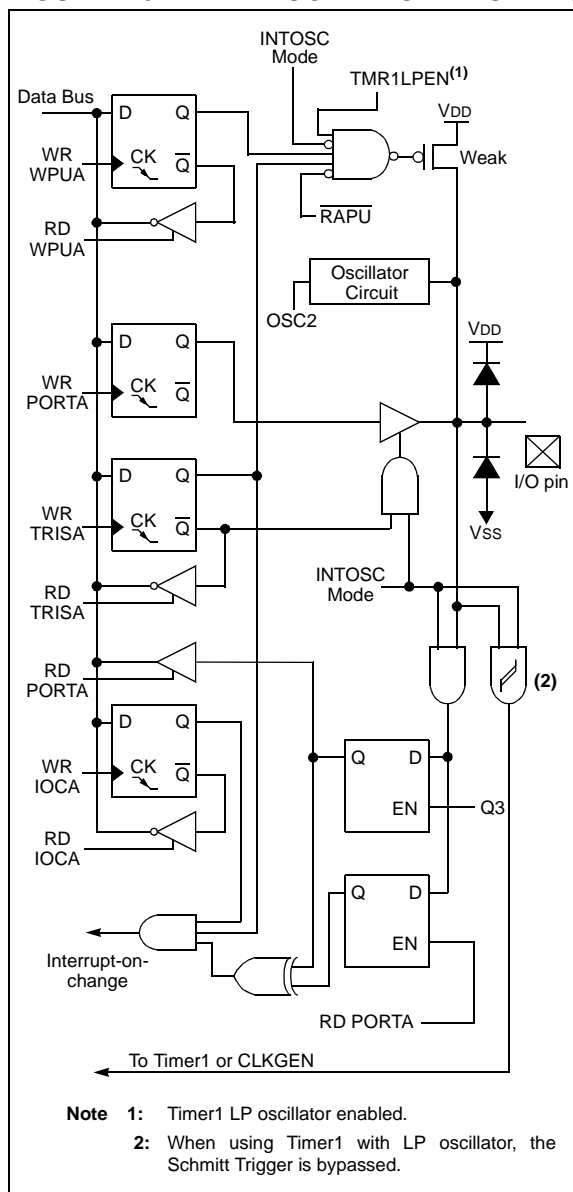 INTOSC
Mode
TMR1LPEN(1)
Data Bus
D Q
VDD
WR
WPUA
CK Q
Weak
RAPU
RD
WPUA
Oscillator
Circuit
OSC2
D Q
VDD
WR
PORTA
CK Q
D Q
I/O pin
WR
TRISA
CK Q
VSS
INTOSC
Mode
RD
TRISA
RD
PORTA
(2)
D Q
Q D
WR
IOCA
CK Q
EN
Q3
RD
IOCA
Q D
EN
Interrupt-on-
change
RD PORTA
To Timer1 or CLKGEN
Note 1: Timer1 LP oscillator enabled.
2: When using Timer1 with LP oscillator, the
Schmitt Trigger is bypassed.